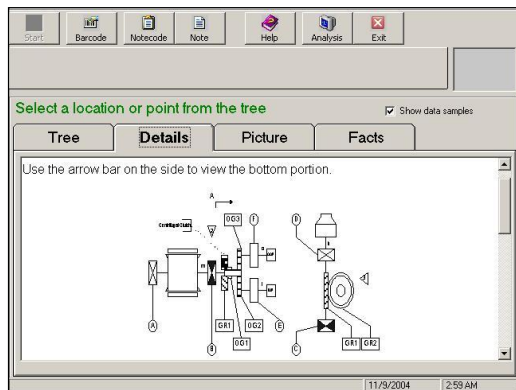 Start
Barcode
Notecode
Note
Help
Analysis
Exit
Select a location or point from the tree
Show data samples
Tree
Details
Picture
Facts
Use the arrow bar on the side to view the bottom portion.
A
Centrifugal Clutch
OG3
F
D
m
A
B
GR1
OG1
OG2
E
C
GR1
GR2
11/9/2004
2:59 AM